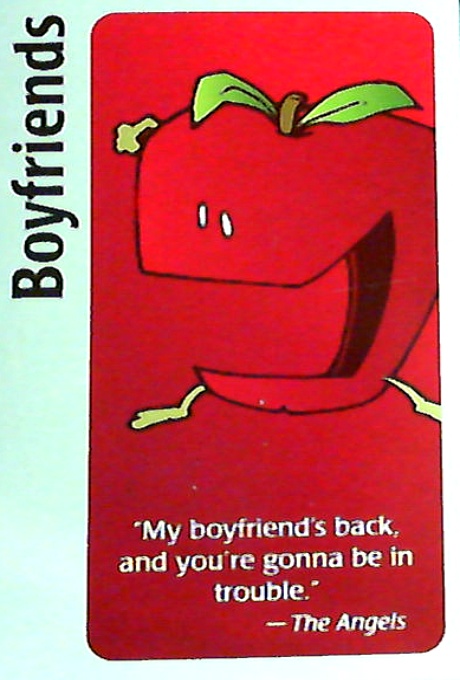 Boyfriends
"My boyfriend's back,
and you're gonna be in
trouble."
— The Angels